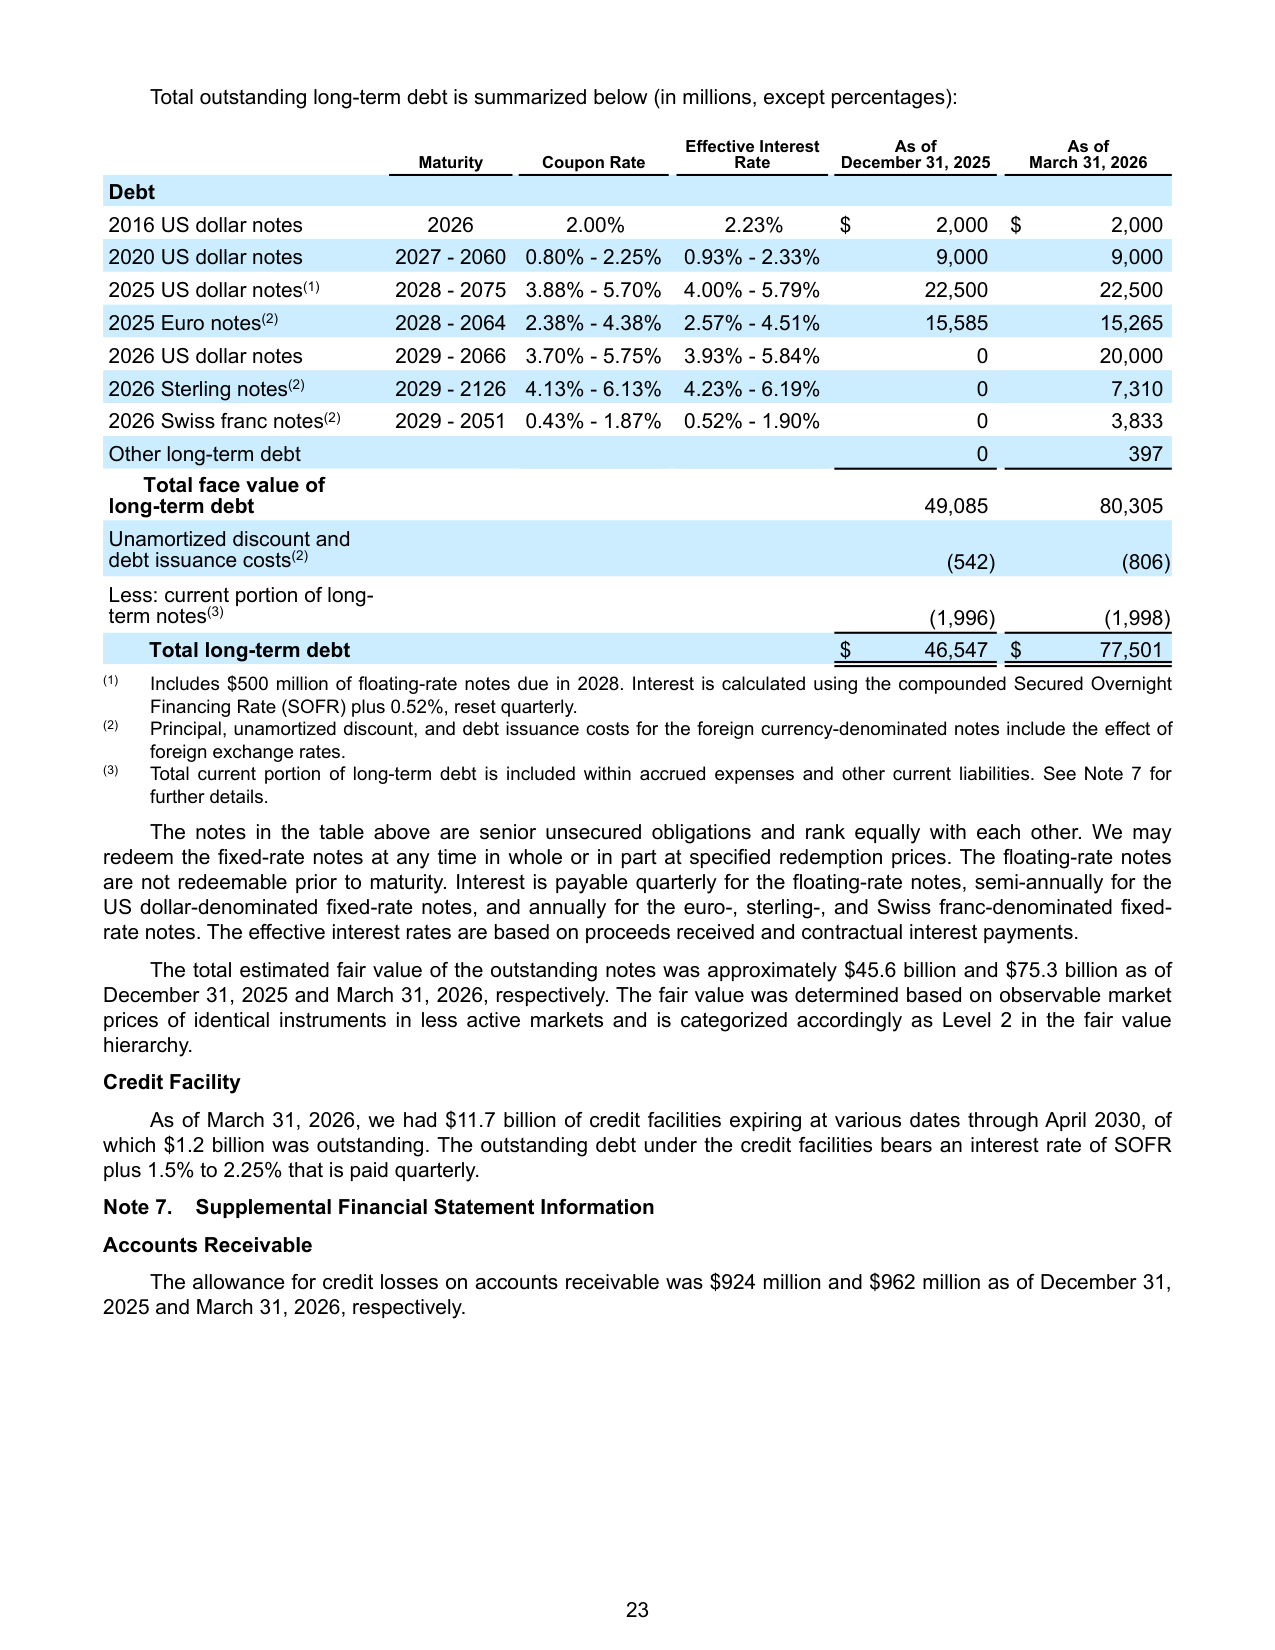 Total outstanding long-term debt is summarized below (in millions, except percentages):
Maturity Coupon Rate Effective Interest Rate As of December 31, 2025 As of March 31, 2026
Debt
2016 US dollar notes 2026 2.00% 2.23% $ 2,000 $ 2,000
2020 US dollar notes 2027 - 2060 0.80% - 2.25% 0.93% - 2.33% 9,000 9,000
2025 US dollar notes(1) 2028 - 2075 3.88% - 5.70% 4.00% - 5.79% 22,500 22,500
2025 Euro notes(2) 2028 - 2064 2.38% - 4.38% 2.57% - 4.51% 15,585 15,265
2026 US dollar notes 2029 - 2066 3.70% - 5.75% 3.93% - 5.84% 0 20,000
2026 Sterling notes(2) 2029 - 2126 4.13% - 6.13% 4.23% - 6.19% 0 7,310
2026 Swiss franc notes(2) 2029 - 2051 0.43% - 1.87% 0.52% - 1.90% 0 3,833
Other long-term debt 0 397
Total face value of
long-term debt 49,085 80,305
Unamortized discount and
debt issuance costs(2) (542) (806)
Less: current portion of long-
term notes(3) (1,996) (1,998)
Total long-term debt $ 46,547 $ 77,501
(1) Includes $500 million of floating-rate notes due in 2028. Interest is calculated using the compounded Secured Overnight
Financing Rate (SOFR) plus 0.52%, reset quarterly.
(2) Principal, unamortized discount, and debt issuance costs for the foreign currency-denominated notes include the effect of
foreign exchange rates.
(3) Total current portion of long-term debt is included within accrued expenses and other current liabilities. See Note 7 for
further details.
The notes in the table above are senior unsecured obligations and rank equally with each other. We may
redeem the fixed-rate notes at any time in whole or in part at specified redemption prices. The floating-rate notes
are not redeemable prior to maturity. Interest is payable quarterly for the floating-rate notes, semi-annually for the
US dollar-denominated fixed-rate notes, and annually for the euro-, sterling-, and Swiss franc-denominated fixed-
rate notes. The effective interest rates are based on proceeds received and contractual interest payments.
The total estimated fair value of the outstanding notes was approximately $45.6 billion and $75.3 billion as of
December 31, 2025 and March 31, 2026, respectively. The fair value was determined based on observable market
prices of identical instruments in less active markets and is categorized accordingly as Level 2 in the fair value
hierarchy.
Credit Facility
As of March 31, 2026, we had $11.7 billion of credit facilities expiring at various dates through April 2030, of
which $1.2 billion was outstanding. The outstanding debt under the credit facilities bears an interest rate of SOFR
plus 1.5% to 2.25% that is paid quarterly.
Note 7. Supplemental Financial Statement Information
Accounts Receivable
The allowance for credit losses on accounts receivable was $924 million and $962 million as of December 31,
2025 and March 31, 2026, respectively.
23